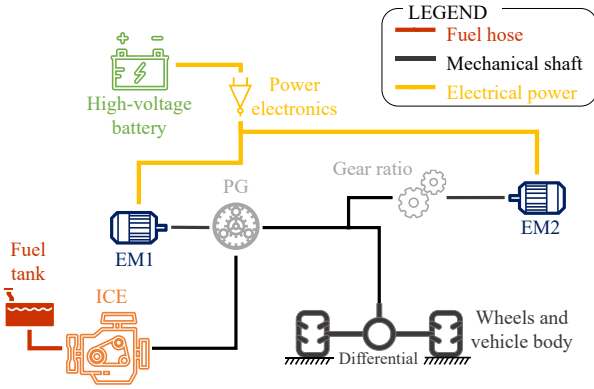 LEGEND
Fuel hose
Mechanical shaft
Electrical power
High-voltage
battery
Power
electronics
Gear ratio
PG
EM1
EM2
Fuel
tank
ICE
Differential
Wheels and
vehicle body